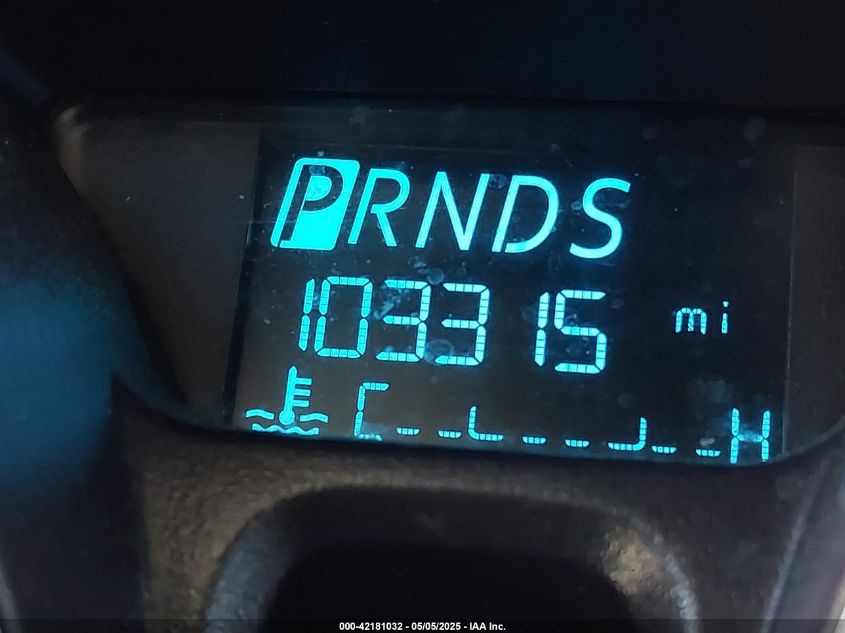 PRNDS
103315 mi
C H
000-42181032 - 05/05/2025 - IAA Inc.